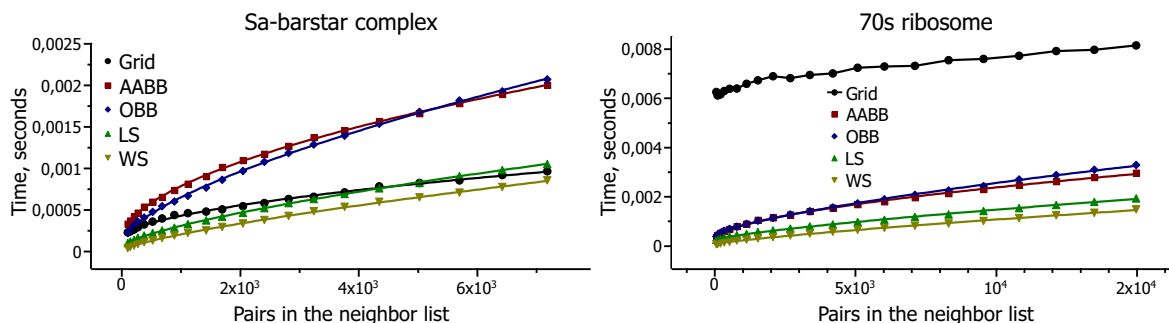 Sa-barstar complex
Time, seconds
0,0025
0,002
0,0015
0,001
0,0005
0
Grid
AABB
OBB
LS
WS
0
2x10³
4x10³
6x10³
Pairs in the neighbor list
70s ribosome
Time, seconds
0,008
0,006
0,004
0,002
0
Grid
AABB
OBB
LS
WS
0
5x10³
10⁴
2x10⁴
Pairs in the neighbor list